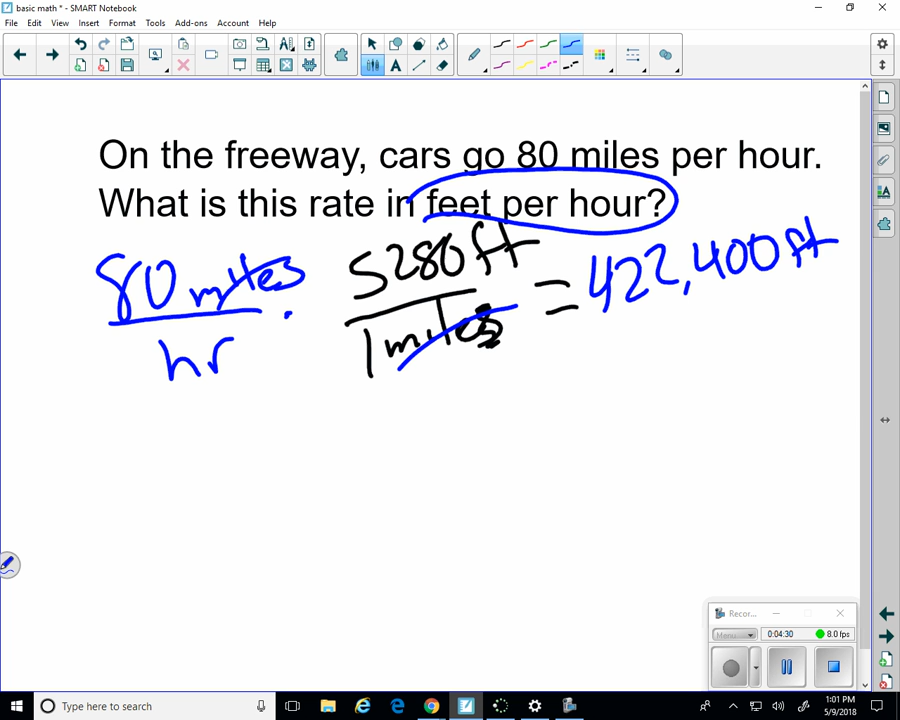 basic math * - SMART Notebook
File Edit View Insert Format Tools Add-ons Account Help
On the freeway, cars go 80 miles per hour.
What is this rate in feet per hour?
80 miles / hr . 5280 ft / 1 miles = 422,400 ft
Recor...
Menu
0:04:30 8.0 fps
Type here to search
1:01 PM
5/9/2018